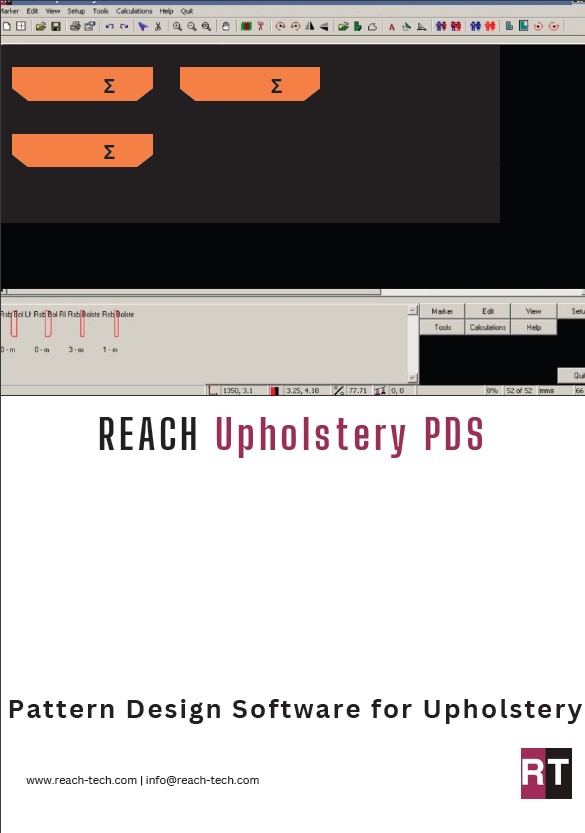 Marker Edit View Setup Tools Calculations Help Quit
Σ Σ
Σ
Rsb Bol LH Rsb Bol RI Rsb Bolste Rsb Bolste
0 - m 0 - m 3 - m 1 - m
Marker Edit View Setu
Tools Calculations Help
Qui
1350, 3.1 3.25, 4.18 77.71 0, 0 0% 52 of 52 mms 66
REACH Upholstery PDS
Pattern Design Software for Upholstery
www.reach-tech.com | info@reach-tech.com
RT